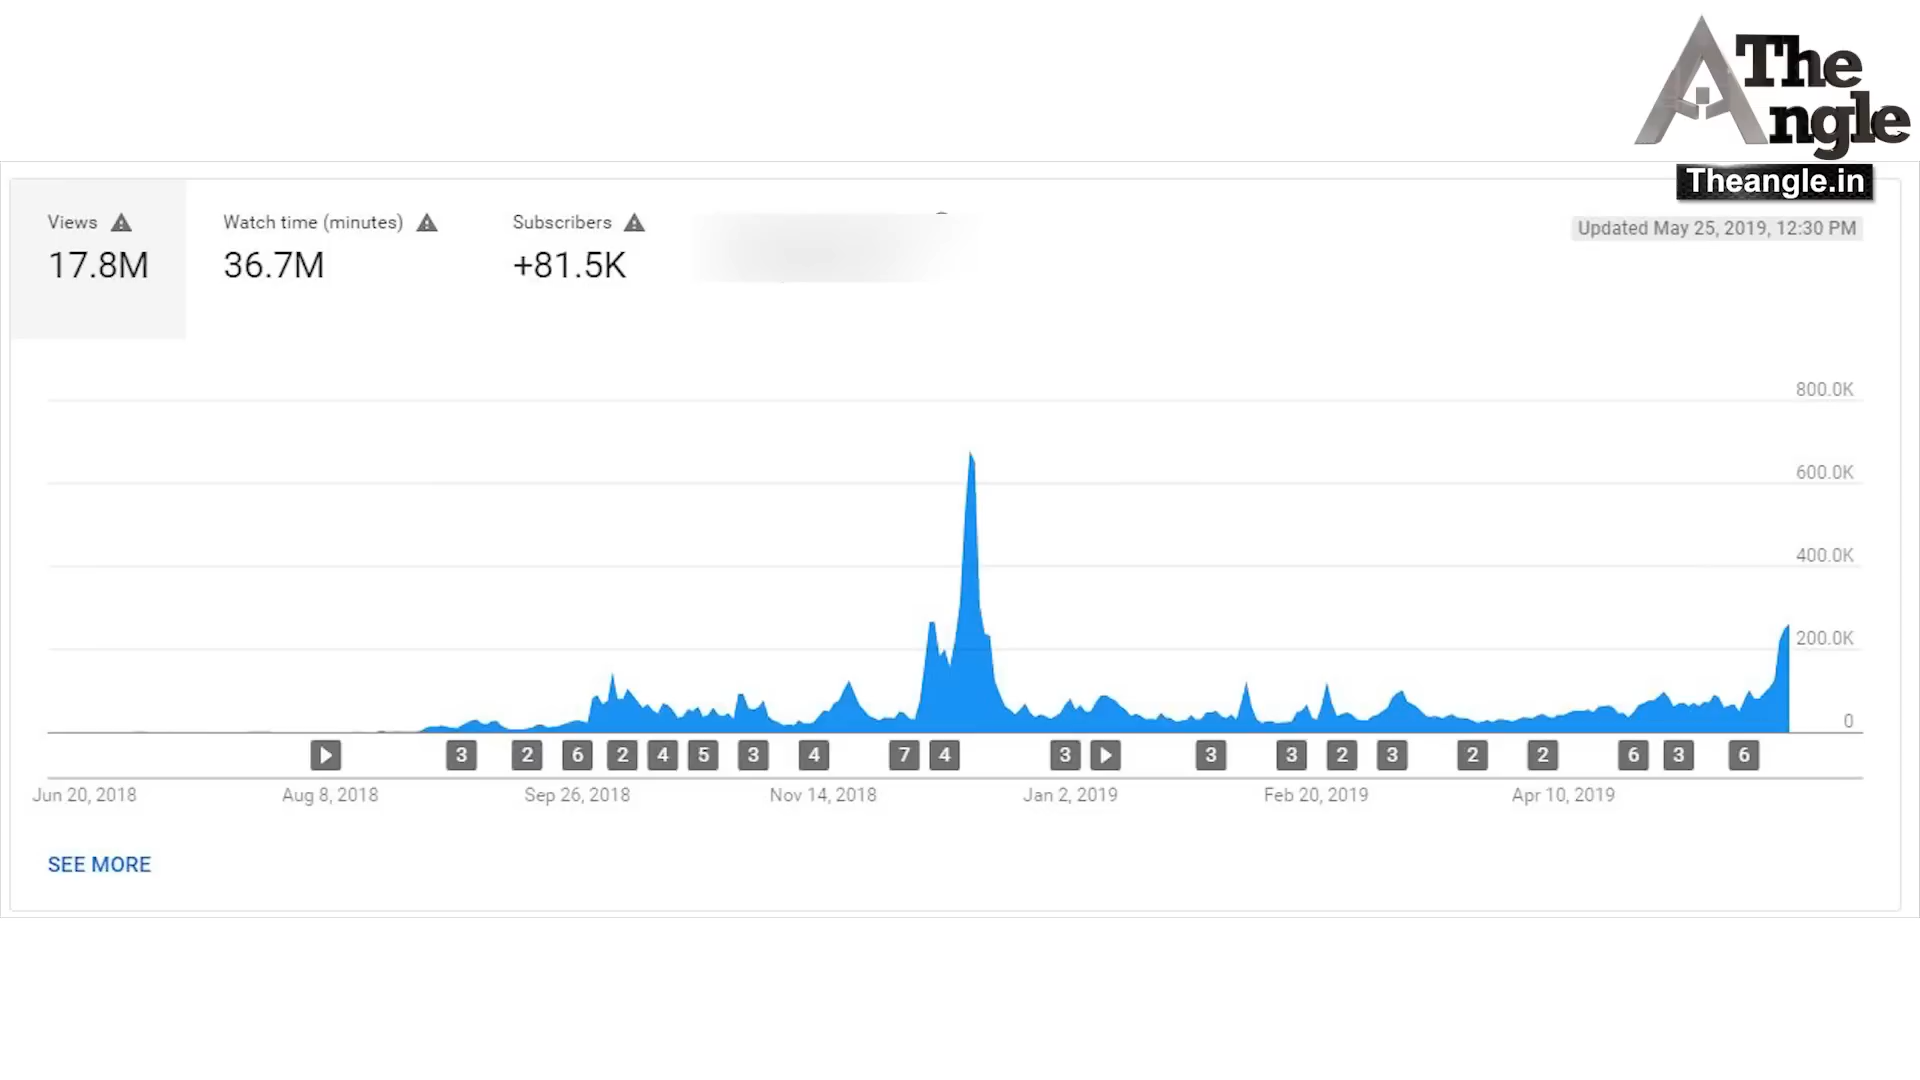 The
Angle
Theangle.in
Views
17.8M
Watch time (minutes)
36.7M
Subscribers
+81.5K
Updated May 25, 2019, 12:30 PM
800.0K
600.0K
400.0K
200.0K
0
3 2 6 2 4 5 3 4 7 4 3 3 3 2 3 2 2 6 3 6
Jun 20, 2018 Aug 8, 2018 Sep 26, 2018 Nov 14, 2018 Jan 2, 2019 Feb 20, 2019 Apr 10, 2019
SEE MORE